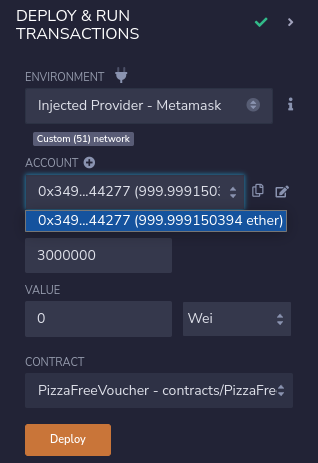 DEPLOY & RUN
TRANSACTIONS
ENVIRONMENT
Injected Provider - Metamask
Custom (51) network
ACCOUNT
0x349...44277 (999.999150:
0x349...44277 (999.999150394 ether)
3000000
VALUE
0
Wei
CONTRACT
PizzaFreeVoucher - contracts/PizzaFre
Deploy